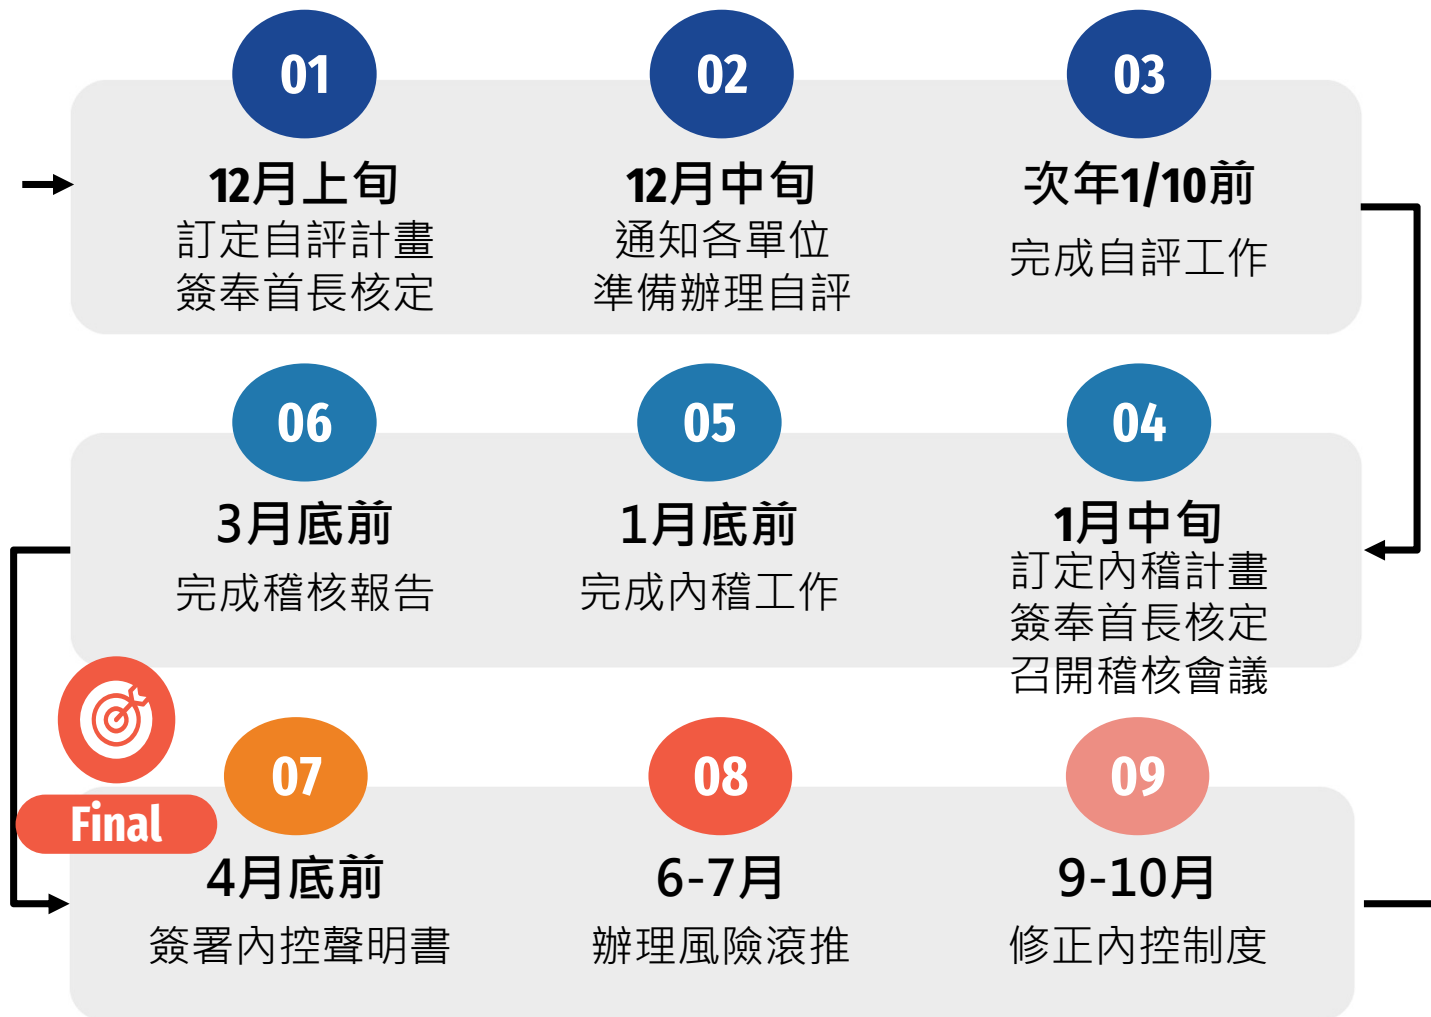 01
12月上旬
訂定自評計畫
簽奉首長核定
02
12月中旬
通知各單位
準備辦理自評
03
次年1/10前
完成自評工作
04
1月中旬
訂定內稽計畫
簽奉首長核定
召開稽核會議
05
1月底前
完成內稽工作
06
3月底前
完成稽核報告
Final
07
4月底前
簽署內控聲明書
08
6-7月
辦理風險滾推
09
9-10月
修正內控制度